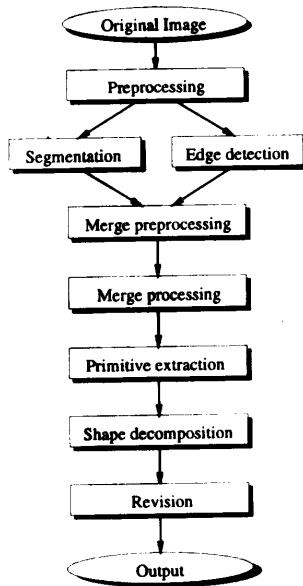 Original Image
Preprocessing
Segmentation
Edge detection
Merge preprocessing
Merge processing
Primitive extraction
Shape decomposition
Revision
Output